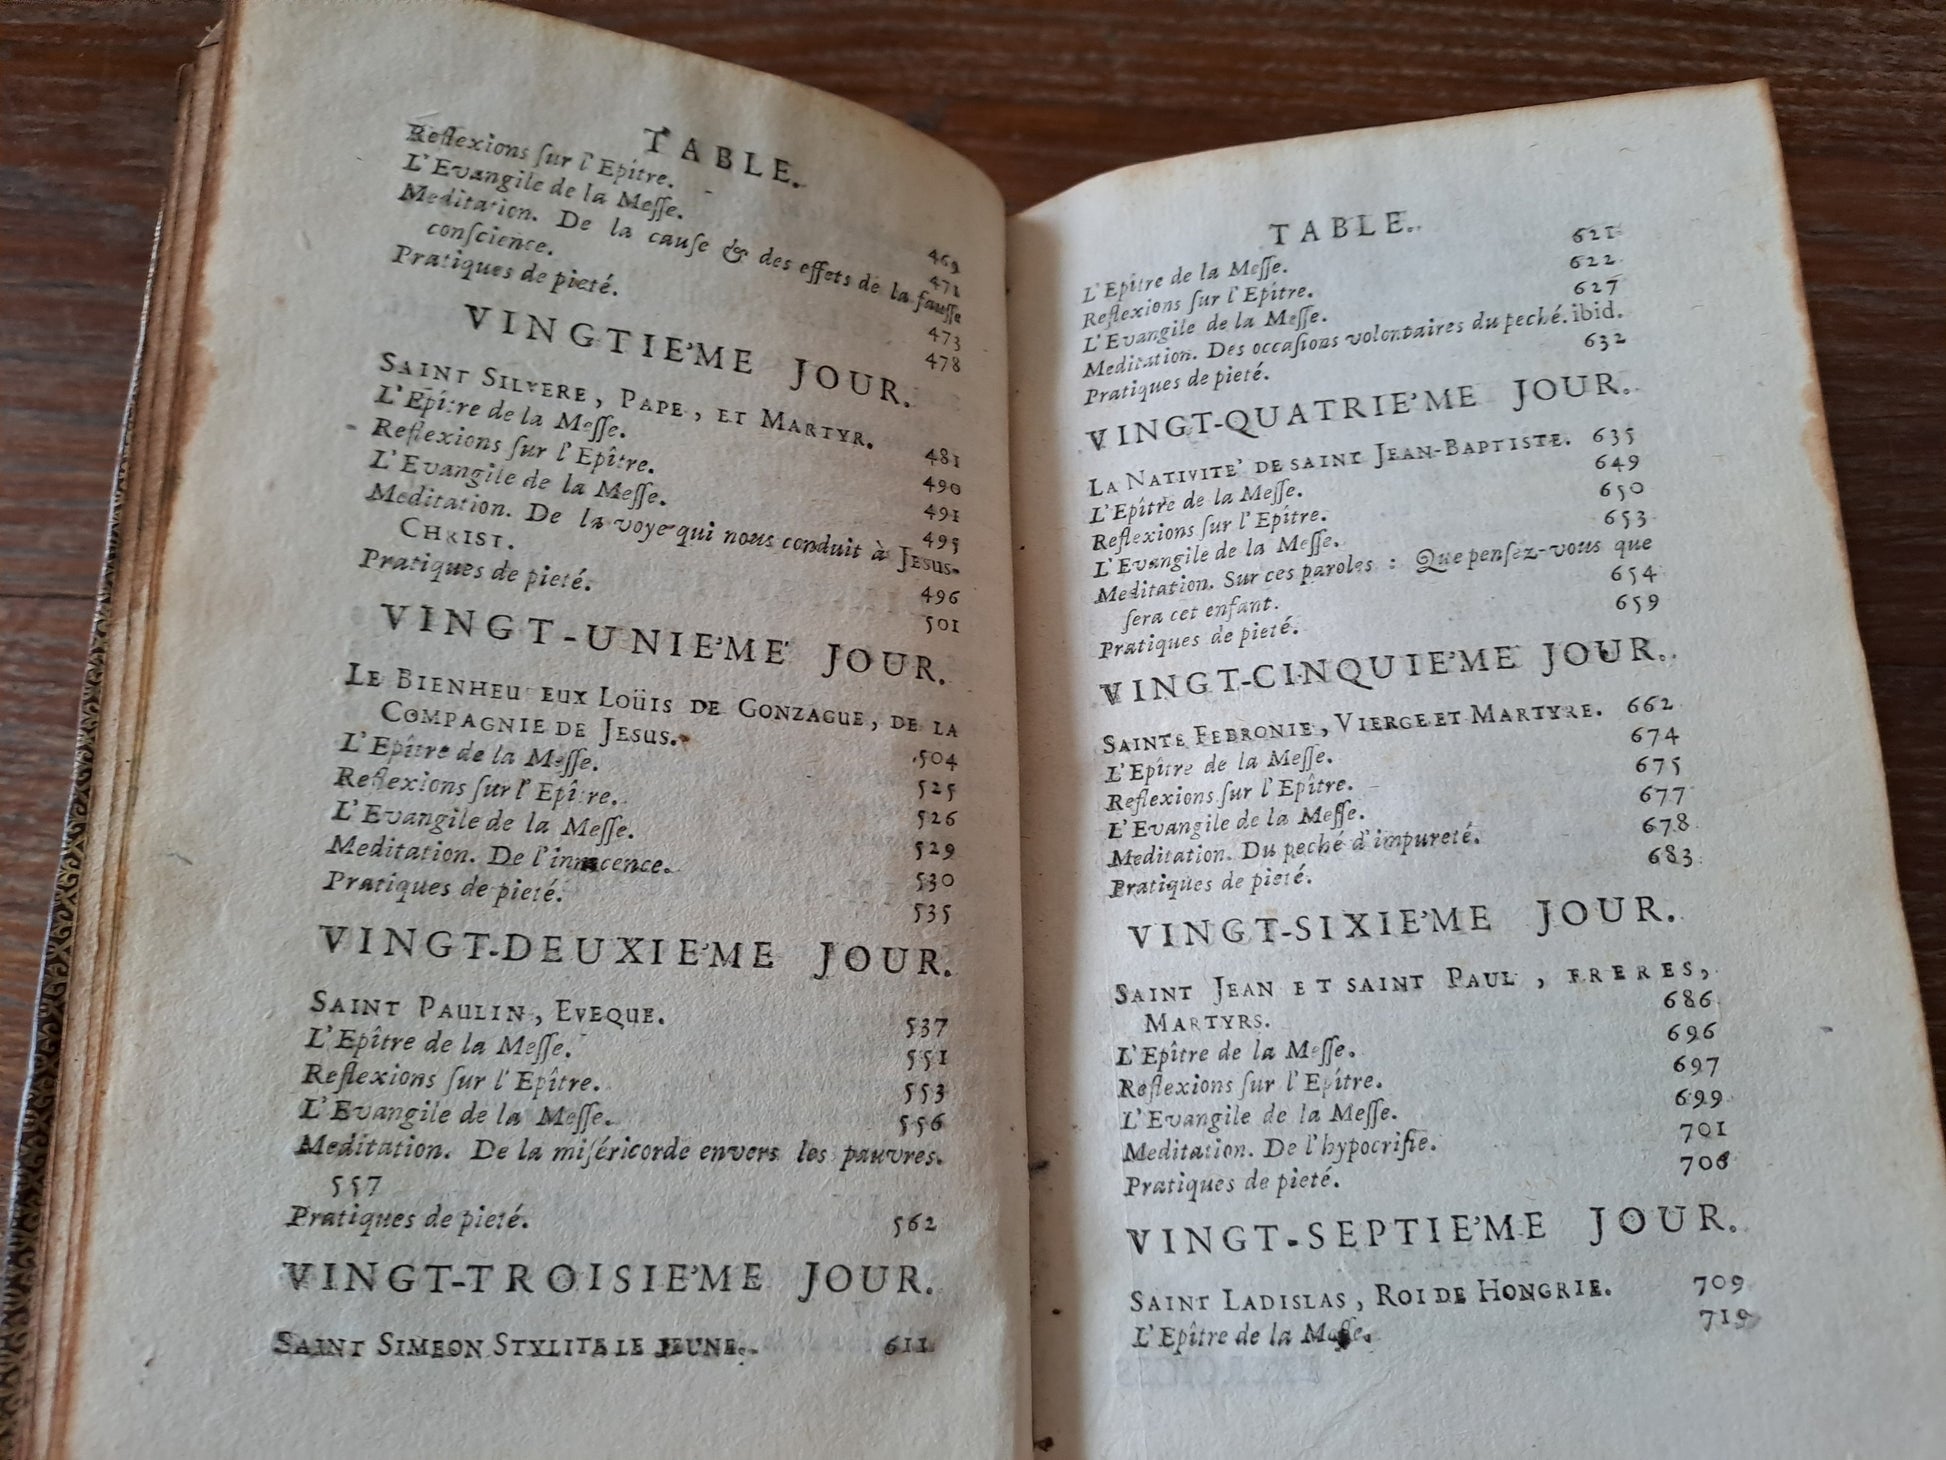 TABLE.
Reflexions ſur l'Epître. 469
L'Evangile de la Meſſe. 471
Meditation. De la cauſe & des effets de la fauſſe
conſcience. 473
Pratiques de pieté. 478
VINGTIE'ME JOUR.
SAINT SILVERE, PAPE, ET MARTYR. 481
L'Epître de la Meſſe. 490
Reflexions ſur l'Epître. 491
L'Evangile de la Meſſe. 495
Meditation. De la voye qui nous conduit à JESUS-
CHRIST. 496
Pratiques de pieté. 501
VINGT-UNIE'ME JOUR.
LE BIENHEUREUX LOÜIS DE GONZAGUE, DE LA
COMPAGNIE DE JESUS. 504
L'Epître de la Meſſe. 525
Reflexions ſur l'Epître. 526
L'Evangile de la Meſſe. 529
Meditation. De l'innocence. 530
Pratiques de pieté. 535
VINGT-DEUXIE'ME JOUR.
SAINT PAULIN, EVEQUE. 537
L'Epître de la Meſſe. 551
Reflexions ſur l'Epître. 553
L'Evangile de la Meſſe. 556
Meditation. De la miſéricorde envers les pauvres.
557
Pratiques de pieté. 562
VINGT-TROISIE'ME JOUR.
SAINT SIMEON STYLITE LE JEUNE. 611
TABLE.
L'Epître de la Meſſe. 621
Reflexions ſur l'Epître. 622
L'Evangile de la Meſſe. 627
Meditation. Des occaſions volontaires du peché. ibid.
Pratiques de pieté. 632
VINGT-QUATRIE'ME JOUR.
LA NATIVITE' DE SAINT JEAN-BAPTISTE. 635
L'Epître de la Meſſe. 649
Reflexions ſur l'Epître. 650
L'Evangile de la Meſſe. 653
Meditation. Sur ces paroles : Que penſez-vous que
ſera cet enfant. 654
Pratiques de pieté. 659
VINGT-CINQUIE'ME JOUR.
SAINTE FEBRONIE, VIERGE ET MARTYRE. 662
L'Epître de la Meſſe. 674
Reflexions ſur l'Epître. 675
L'Evangile de la Meſſe. 677
Meditation. Du peché d'impureté. 678
Pratiques de pieté. 683
VINGT-SIXIE'ME JOUR.
SAINT JEAN ET SAINT PAUL, FRERES,
MARTYRS. 686
L'Epître de la Meſſe. 696
Reflexions ſur l'Epître. 697
L'Evangile de la Meſſe. 699
Meditation. De l'hypocriſie. 701
Pratiques de pieté. 706
VINGT-SEPTIE'ME JOUR.
SAINT LADISLAS, ROI DE HONGRIE. 709
L'Epître de la Meſſe. 719